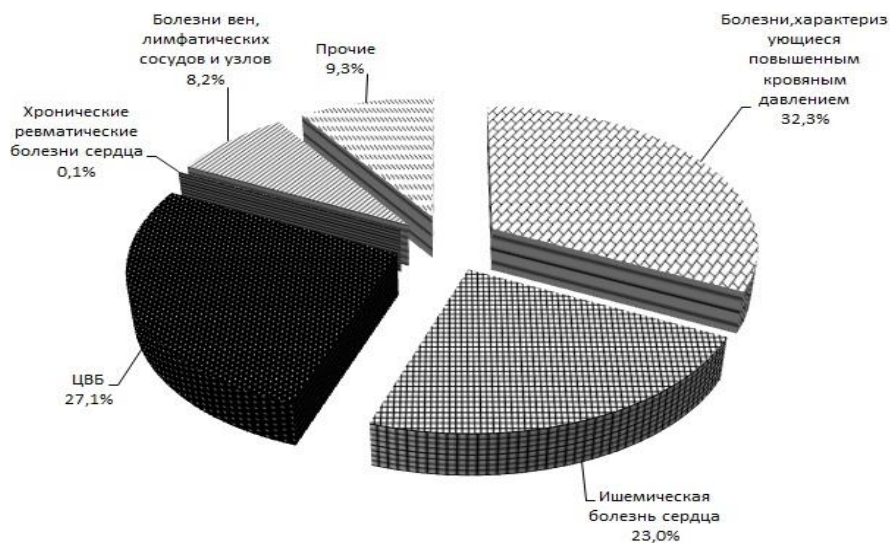 Болезни вен,
лимфатических
сосудов и узлов
8,2%
Прочие
9,3%
Болезни,характериз
ующиеся
повышенным
кровяным
давлением
32,3%
Хронические
ревматические
болезни сердца
0,1%
ЦВБ
27,1%
Ишемическая
болезнь сердца
23,0%